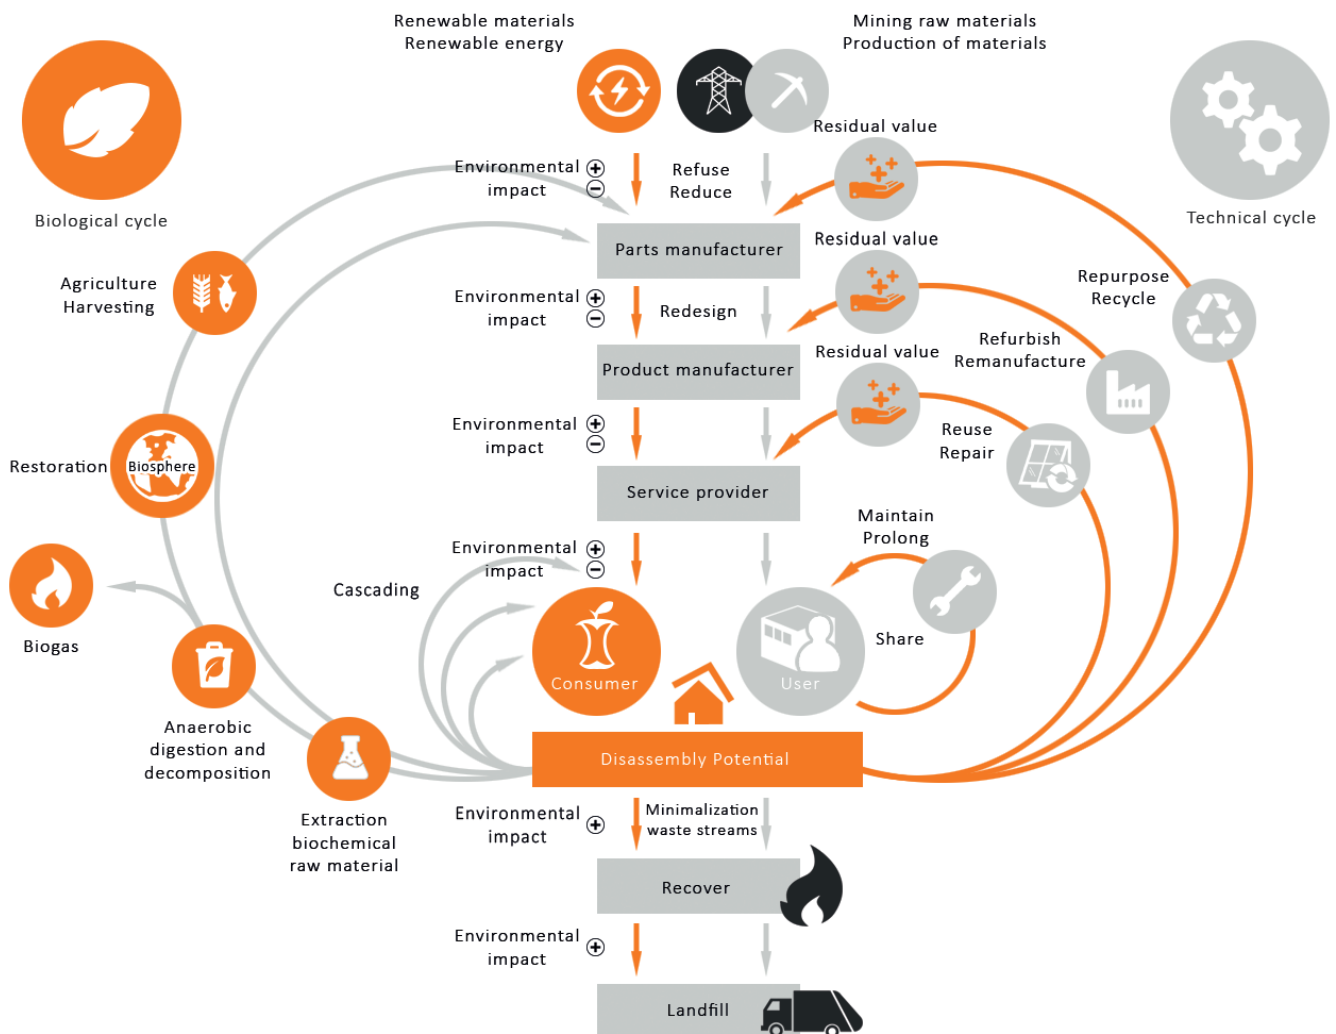 Renewable materials
Renewable energy
Mining raw materials
Production of materials
Biological cycle
Technical cycle
Environmental
impact
Refuse
Reduce
Residual value
Parts manufacturer
Agriculture
Harvesting
Environmental
impact
Redesign
Residual value
Repurpose
Recycle
Product manufacturer
Residual value
Refurbish
Remanufacture
Environmental
impact
Reuse
Repair
Restoration
Biosphere
Service provider
Environmental
impact
Maintain
Prolong
Cascading
Share
Biogas
Consumer
User
Anaerobic
digestion and
decomposition
Disassembly Potential
Extraction
biochemical
raw material
Environmental
impact
Minimalization
waste streams
Recover
Environmental
impact
Landfill